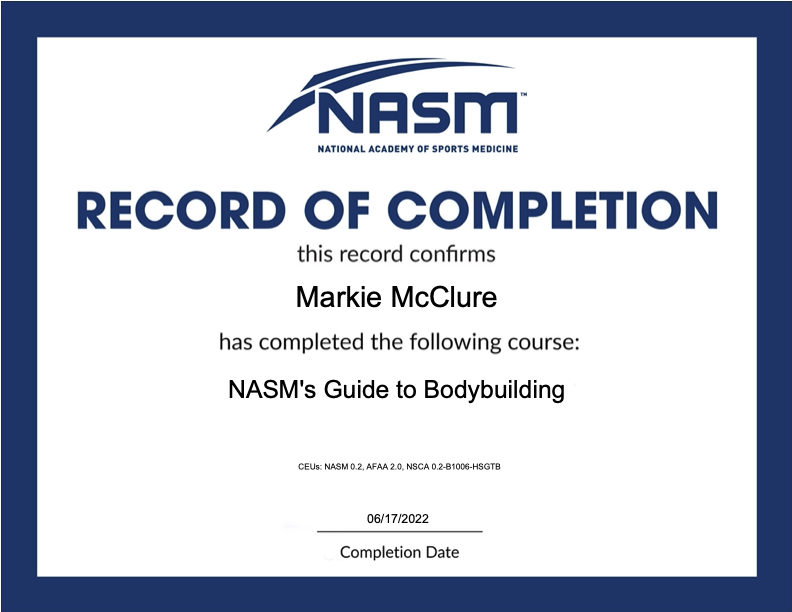 NASM™
NATIONAL ACADEMY OF SPORTS MEDICINE
RECORD OF COMPLETION
this record confirms
Markie McClure
has completed the following course:
NASM's Guide to Bodybuilding
CEUs: NASM 0.2, AFAA 2.0, NSCA 0.2-B1006-HSGTB
06/17/2022
Completion Date